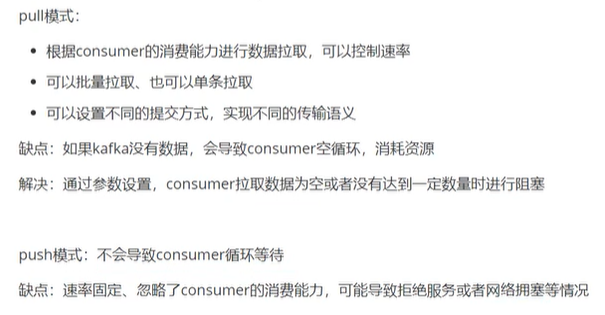 pull模式：
根据consumer的消费能力进行数据拉取，可以控制速率
可以批量拉取、也可以单条拉取
可以设置不同的提交方式，实现不同的传输语义
缺点：如果kafka没有数据，会导致consumer空循环，消耗资源
解决：通过参数设置，consumer拉取数据为空或者没有达到一定数量时进行阻塞
push模式：不会导致consumer循环等待
缺点：速率固定、忽略了consumer的消费能力，可能导致拒绝服务或者网络拥塞等情况